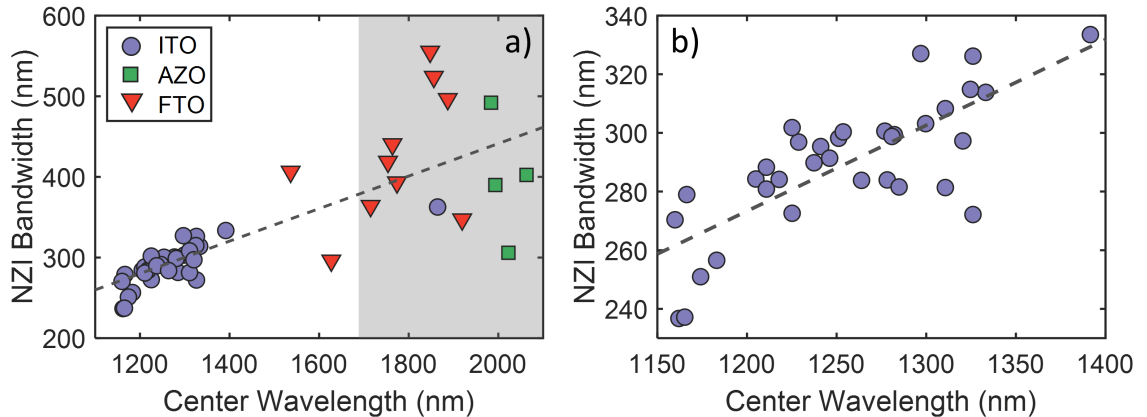 a)
ITO
AZO
FTO
NZI Bandwidth (nm)
600
500
400
300
200
1200
1400
1600
1800
2000
Center Wavelength (nm)
b)
NZI Bandwidth (nm)
340
320
300
280
260
240
1150
1200
1250
1300
1350
1400
Center Wavelength (nm)